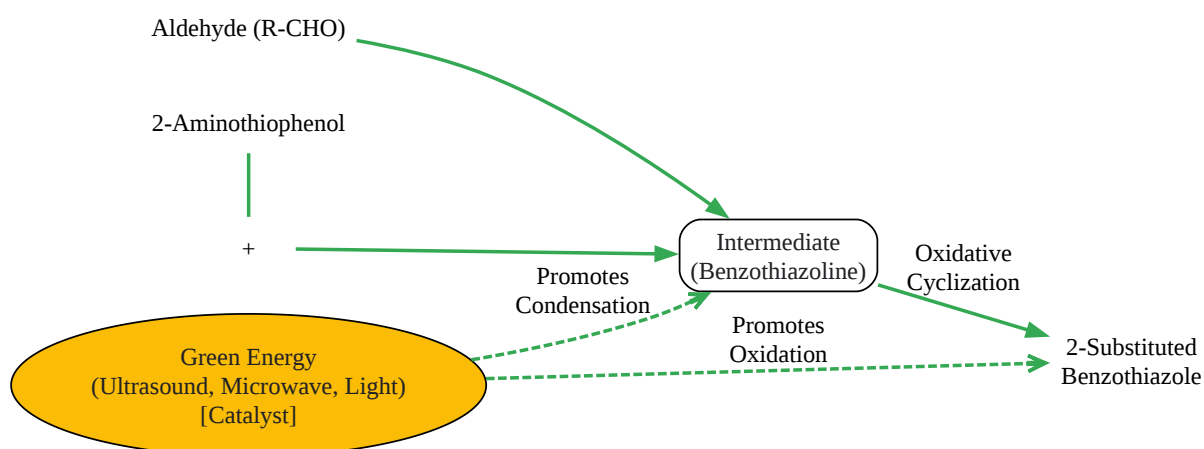 Aldehyde (R-CHO)
2-Aminothiophenol
+
Intermediate
(Benzothiazoline)
Oxidative
Cyclization
Promotes
Condensation
Promotes
Oxidation
Green Energy
(Ultrasound, Microwave, Light)
[Catalyst]
2-Substituted
Benzothiazole